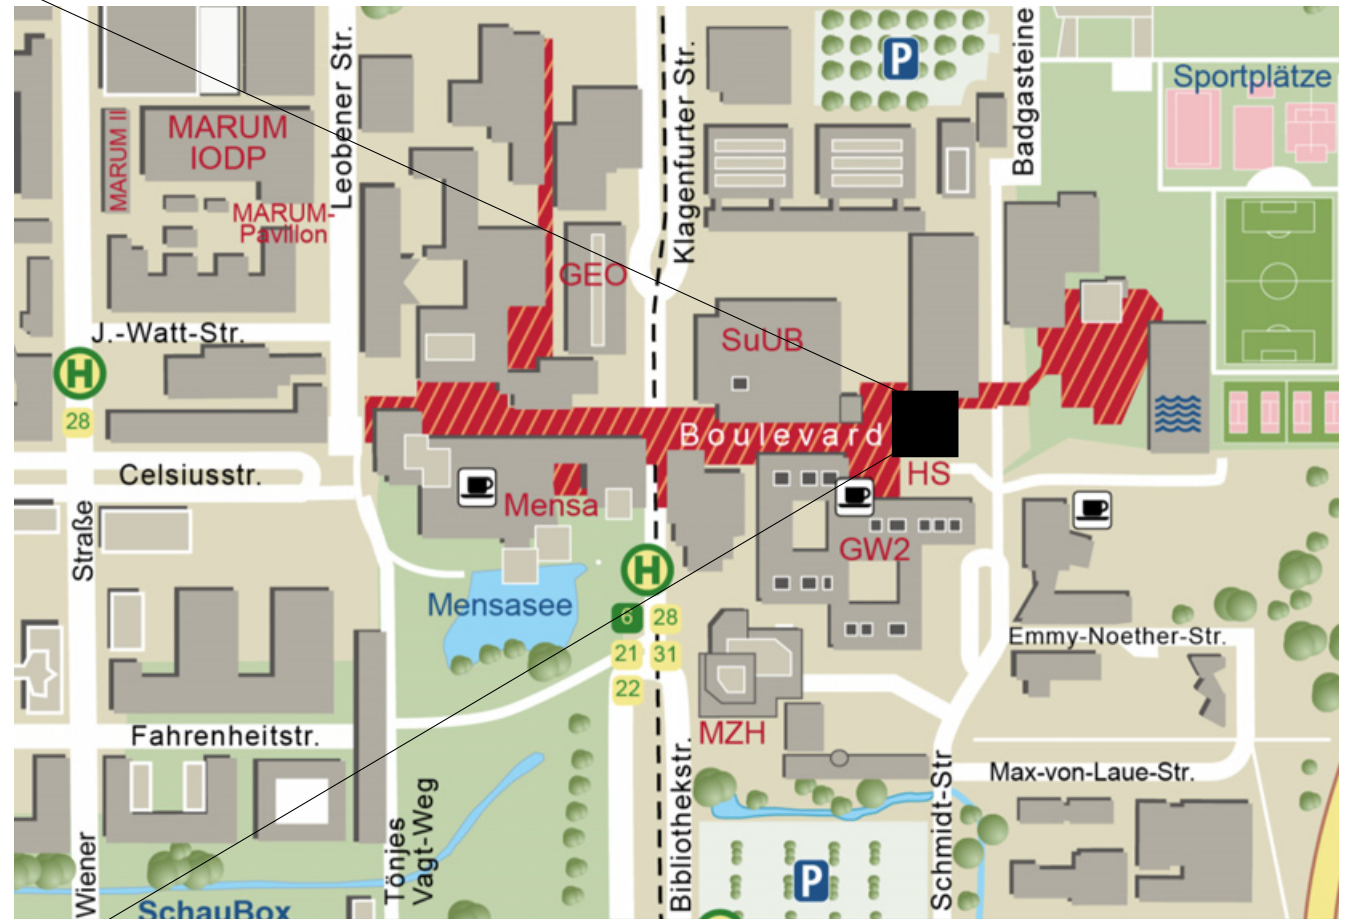 Leobener Str.
Klagenfurter Str.
P
Badgasteine
Sportplätze
MARUM II
MARUM
IODP
MARUM-
Pavillon
GEO
J.-Watt-Str.
SuUB
H
28
Boulevard
Celsiusstr.
HS
Mensa
GW2
Straße
H
Mensasee
6 28
21 31
22
Emmy-Noether-Str.
MZH
Fahrenheitstr.
Max-von-Laue-Str.
Wiener
Tönjes
Vagt-Weg
Bibliothekstr.
P
Schmidt-Str
SchauBox